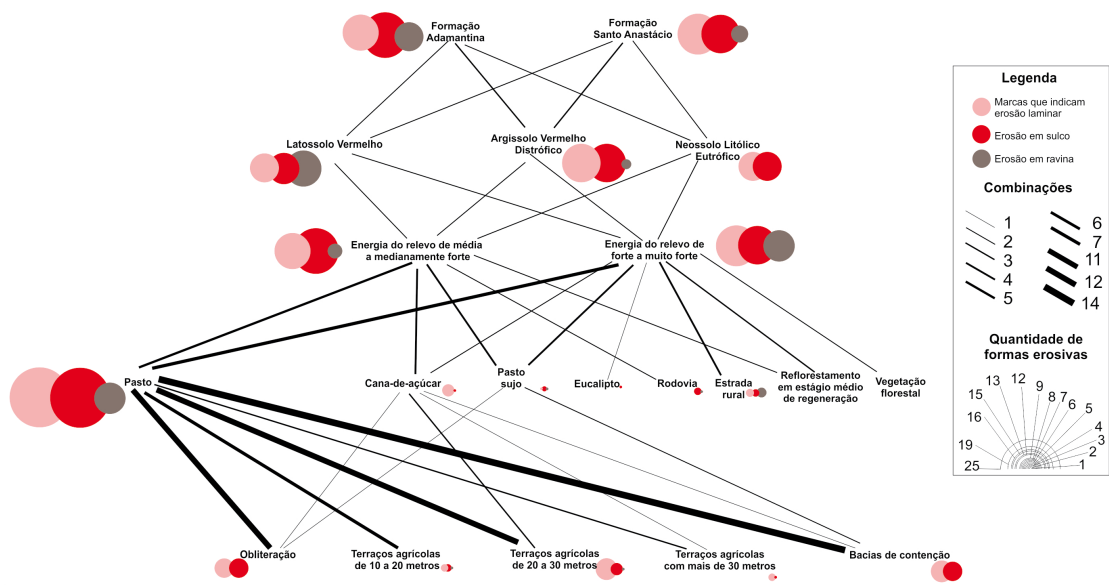 Formação
Adamantina
Formação
Santo Anastácio
Latossolo Vermelho
Argissolo Vermelho
Distrófico
Neossolo Litólico
Eutrófico
Energia do relevo de média
a medianamente forte
Energia do relevo de
forte a muito forte
Pasto
Cana-de-açúcar
Pasto
sujo
Eucalipto
Rodovia
Estrada
rural
Reflorestamento
em estágio médio
de regeneração
Vegetação
florestal
Obliteração
Terraços agrícolas
de 10 a 20 metros
Terraços agrícolas
de 20 a 30 metros
Terraços agrícolas
com mais de 30 metros
Bacias de contenção
Legenda
Marcas que indicam
erosão laminar
Erosão em sulco
Erosão em ravina
Combinações
1
2
3
4
5
6
7
11
12
14
Quantidade de
formas erosivas
25
19
16
15
13
12
9
8
7
6
5
4
3
2
1